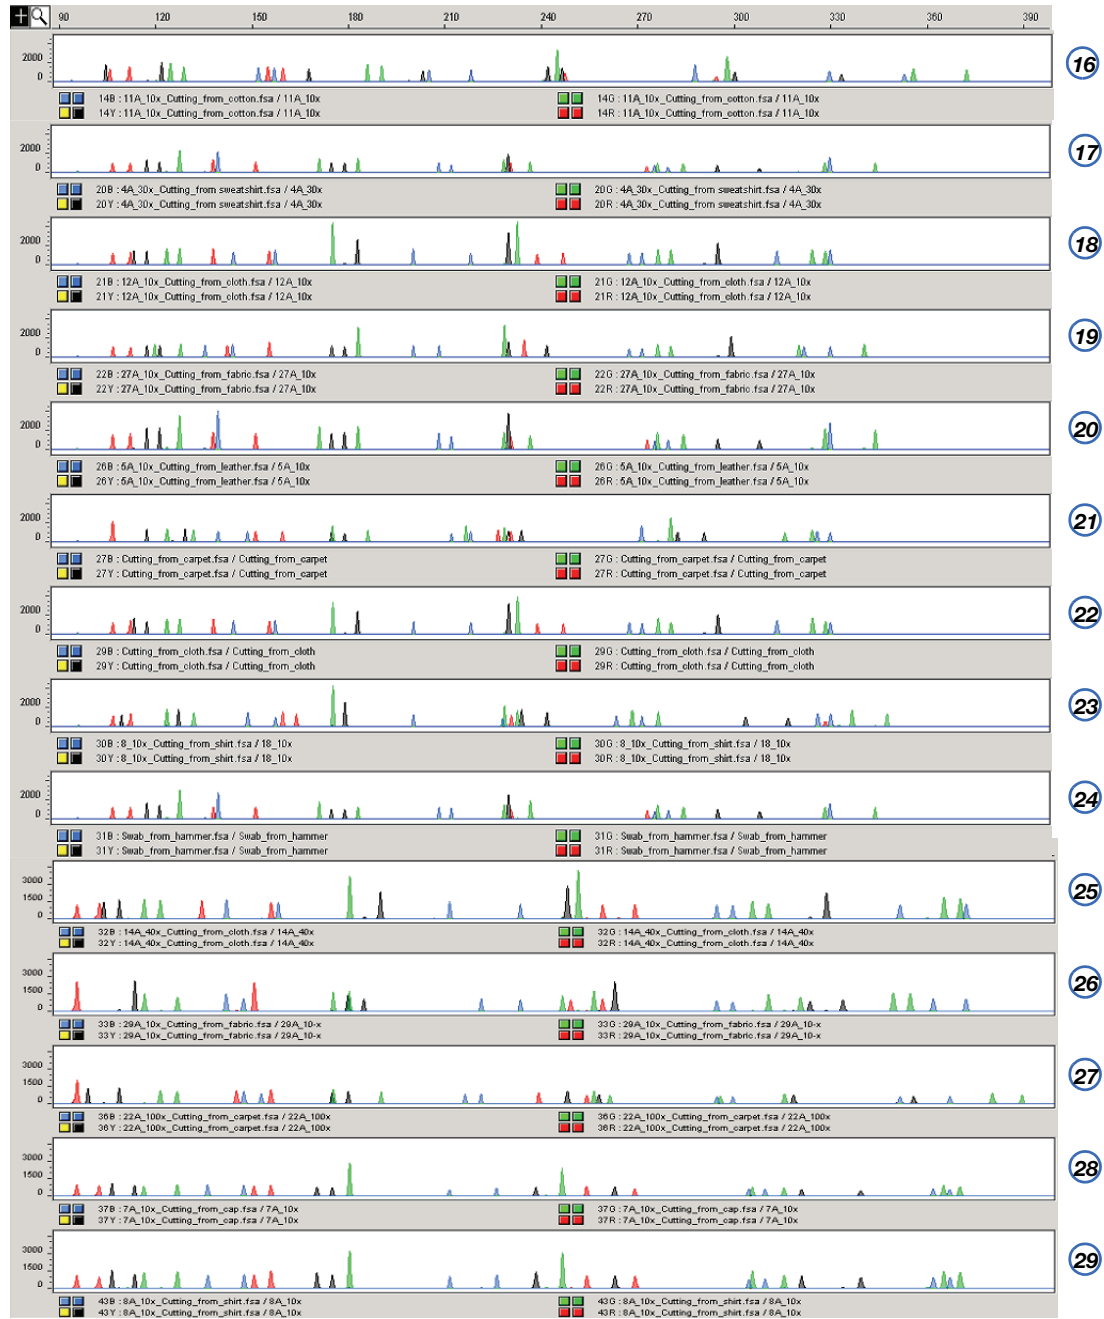 90 120 150 180 210 240 270 300 330 360 390
2000
0
16
14B : 11A_10x_Cutting_from_cotton.fsa / 11A_10x 14G : 11A_10x_Cutting_from_cotton.fsa / 11A_10x
14Y : 11A_10x_Cutting_from_cotton.fsa / 11A_10x 14R : 11A_10x_Cutting_from_cotton.fsa / 11A_10x
2000
0
17
20B : 4A_30x_Cutting_from sweatshirt.fsa / 4A_30x 20G : 4A_30x_Cutting_from sweatshirt.fsa / 4A_30x
20Y : 4A_30x_Cutting_from sweatshirt.fsa / 4A_30x 20R : 4A_30x_Cutting_from sweatshirt.fsa / 4A_30x
2000
0
18
21B : 12A_10x_Cutting_from_cloth.fsa / 12A_10x 21G : 12A_10x_Cutting_from_cloth.fsa / 12A_10x
21Y : 12A_10x_Cutting_from_cloth.fsa / 12A_10x 21R : 12A_10x_Cutting_from_cloth.fsa / 12A_10x
2000
0
19
22B : 27A_10x_Cutting_from_fabric.fsa / 27A_10x 22G : 27A_10x_Cutting_from_fabric.fsa / 27A_10x
22Y : 27A_10x_Cutting_from_fabric.fsa / 27A_10x 22R : 27A_10x_Cutting_from_fabric.fsa / 27A_10x
2000
0
20
26B : 5A_10x_Cutting_from_leather.fsa / 5A_10x 26G : 5A_10x_Cutting_from_leather.fsa / 5A_10x
26Y : 5A_10x_Cutting_from_leather.fsa / 5A_10x 26R : 5A_10x_Cutting_from_leather.fsa / 5A_10x
2000
0
21
27B : Cutting_from_carpet.fsa / Cutting_from_carpet 27G : Cutting_from_carpet.fsa / Cutting_from_carpet
27Y : Cutting_from_carpet.fsa / Cutting_from_carpet 27R : Cutting_from_carpet.fsa / Cutting_from_carpet
2000
0
22
29B : Cutting_from_cloth.fsa / Cutting_from_cloth 29G : Cutting_from_cloth.fsa / Cutting_from_cloth
29Y : Cutting_from_cloth.fsa / Cutting_from_cloth 29R : Cutting_from_cloth.fsa / Cutting_from_cloth
2000
0
23
30B : 8_10x_Cutting_from_shirt.fsa / 18_10x 30G : 8_10x_Cutting_from_shirt.fsa / 18_10x
30Y : 8_10x_Cutting_from_shirt.fsa / 18_10x 30R : 8_10x_Cutting_from_shirt.fsa / 18_10x
2000
0
24
31B : Swab_from_hammer.fsa / Swab_from_hammer 31G : Swab_from_hammer.fsa / Swab_from_hammer
31Y : Swab_from_hammer.fsa / Swab_from_hammer 31R : Swab_from_hammer.fsa / Swab_from_hammer
3000
1500
0
25
32B : 14A_40x_Cutting_from_cloth.fsa / 14A_40x 32G : 14A_40x_Cutting_from_cloth.fsa / 14A_40x
32Y : 14A_40x_Cutting_from_cloth.fsa / 14A_40x 32R : 14A_40x_Cutting_from_cloth.fsa / 14A_40x
3000
1500
0
26
33B : 29A_10x_Cutting_from_fabric.fsa / 29A_10-x 33G : 29A_10x_Cutting_from_fabric.fsa / 29A_10-x
33Y : 29A_10x_Cutting_from_fabric.fsa / 29A_10-x 33R : 29A_10x_Cutting_from_fabric.fsa / 29A_10-x
3000
1500
0
27
36B : 22A_100x_Cutting_from_carpet.fsa / 22A_100x 36G : 22A_100x_Cutting_from_carpet.fsa / 22A_100x
36Y : 22A_100x_Cutting_from_carpet.fsa / 22A_100x 36R : 22A_100x_Cutting_from_carpet.fsa / 22A_100x
3000
1500
0
28
37B : 7A_10x_Cutting_from_cap.fsa / 7A_10x 37G : 7A_10x_Cutting_from_cap.fsa / 7A_10x
37Y : 7A_10x_Cutting_from_cap.fsa / 7A_10x 37R : 7A_10x_Cutting_from_cap.fsa / 7A_10x
3000
1500
0
29
43B : 8A_10x_Cutting_from_shirt.fsa / 8A_10x 43G : 8A_10x_Cutting_from_shirt.fsa / 8A_10x
43Y : 8A_10x_Cutting_from_shirt.fsa / 8A_10x 43R : 8A_10x_Cutting_from_shirt.fsa / 8A_10x